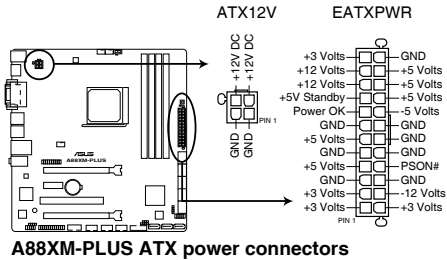 ATX12V
EATXPWR
+12V DC
+12V DC
GND
GND
PIN 1
+3 Volts GND
+12 Volts +5 Volts
+12 Volts +5 Volts
+5V Standby +5 Volts
Power OK -5 Volts
GND GND
+5 Volts GND
GND GND
+5 Volts PSON#
GND GND
+3 Volts -12 Volts
+3 Volts +3 Volts
PIN 1
ASUS
A88XM-PLUS
A88XM-PLUS ATX power connectors